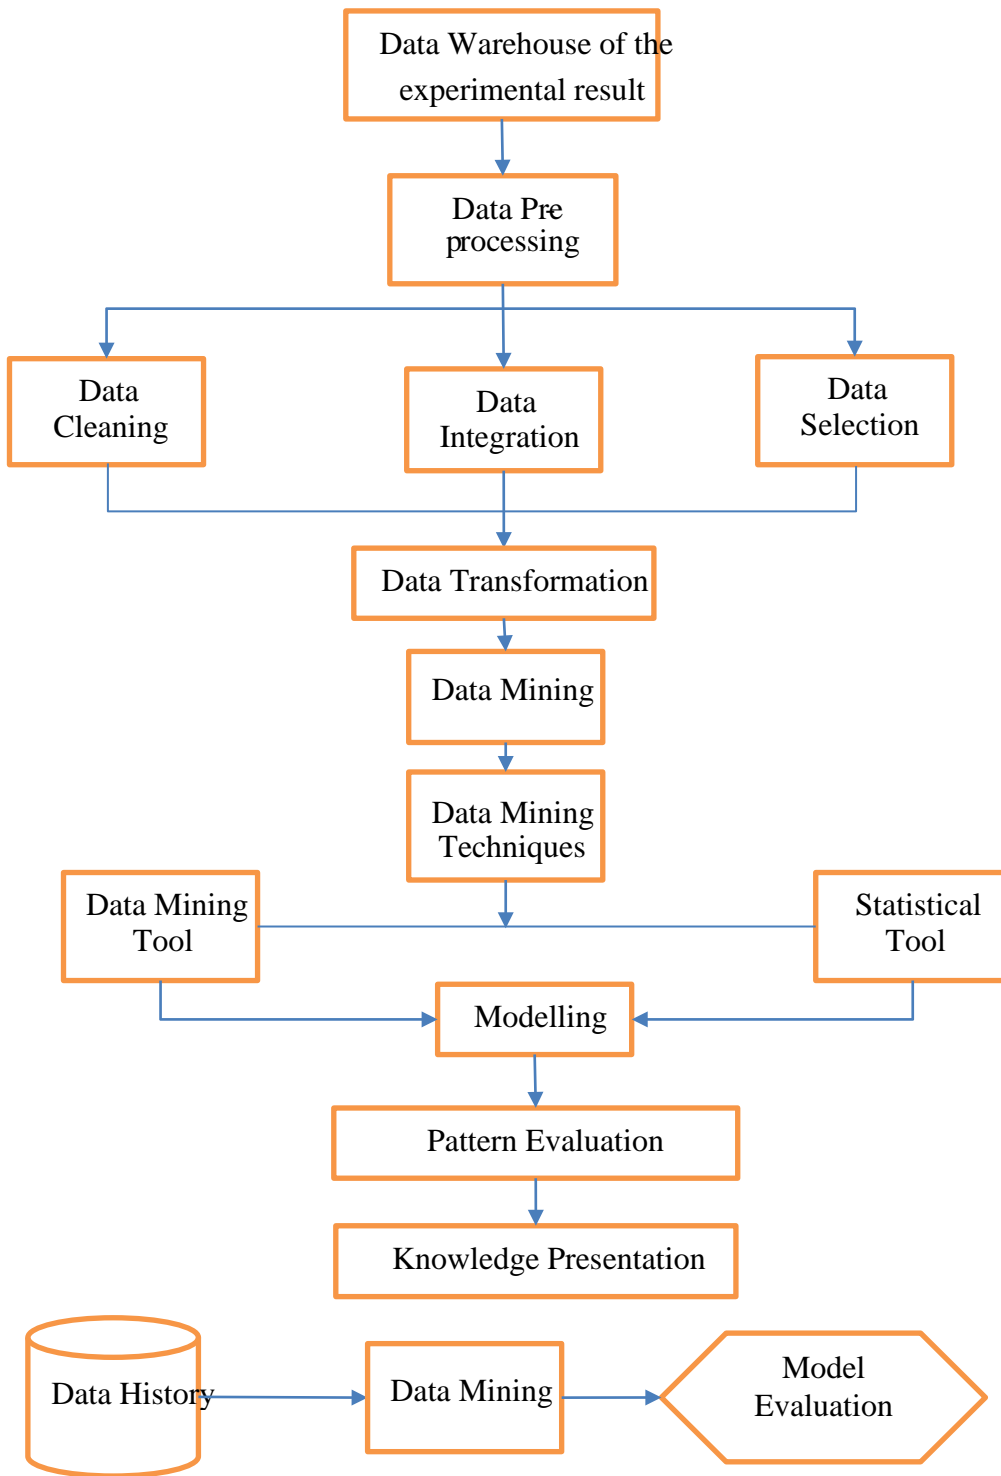 Data Warehouse of the
experimental result
Data Pre-
processing
Data
Cleaning
Data
Integration
Data
Selection
Data Transformation
Data Mining
Data Mining
Techniques
Data Mining
Tool
Statistical
Tool
Modelling
Pattern Evaluation
Knowledge Presentation
Data History
Data Mining
Model
Evaluation